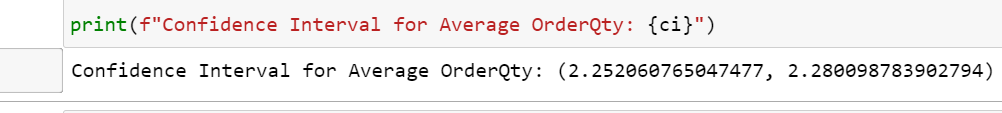 print(f"Confidence Interval for Average OrderQty: {ci}")
Confidence Interval for Average OrderQty: (2.252060765047477, 2.280098783902794)